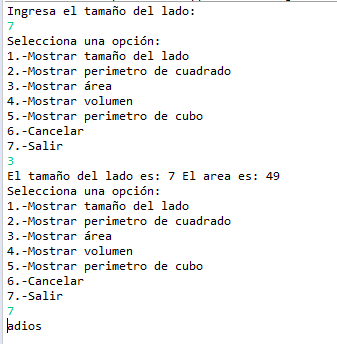 Ingresa el tamaño del lado:
7
Selecciona una opción:
1.-Mostrar tamaño del lado
2.-Mostrar perimetro de cuadrado
3.-Mostrar área
4.-Mostrar volumen
5.-Mostrar perimetro de cubo
6.-Cancelar
7.-Salir
3
El tamaño del lado es: 7 El area es: 49
Selecciona una opción:
1.-Mostrar tamaño del lado
2.-Mostrar perimetro de cuadrado
3.-Mostrar área
4.-Mostrar volumen
5.-Mostrar perimetro de cubo
6.-Cancelar
7.-Salir
7
adios